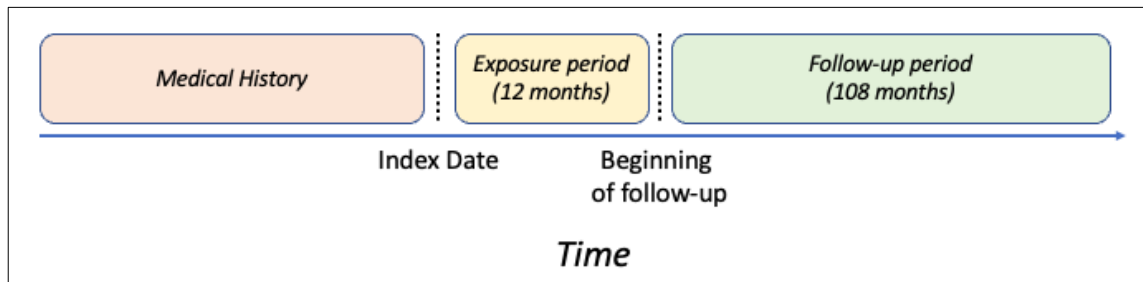 Medical History
Exposure period
(12 months)
Follow-up period
(108 months)
Index Date
Beginning
of follow-up
Time